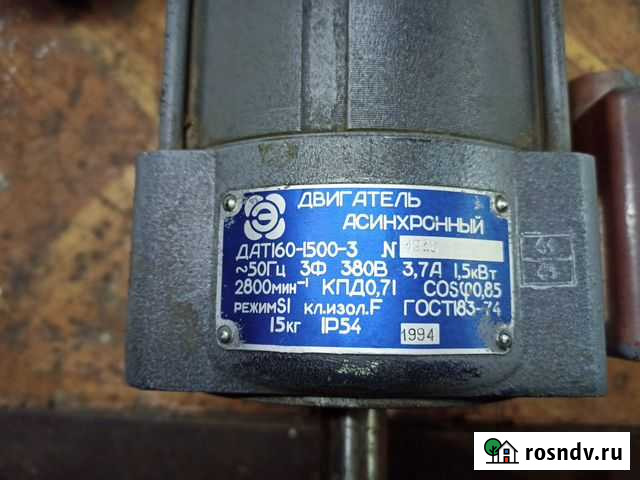 Э ДВИГАТЕЛЬ
АСИНХРОННЫЙ
ДАТ160-1500-3 N
~50Гц 3Ф 380В 3,7А 1,5кВт
2800мин⁻¹ КПД0,71 COSφ0,85
РЕЖИМS1 КЛ.ИЗОЛ.F ГОСТ183-74
15кг IP54 1994
rosndv.ru